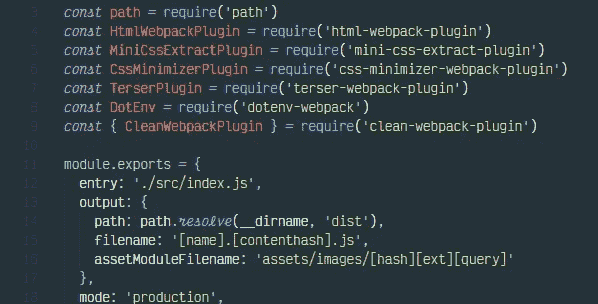 3 const path = require('path')
4 const HtmlWebpackPlugin = require('html-webpack-plugin')
5 const MiniCssExtractPlugin = require('mini-css-extract-plugin')
6 const CssMinimizerPlugin = require('css-minimizer-webpack-plugin')
7 const TerserPlugin = require('terser-webpack-plugin')
8 const DotEnv = require('dotenv-webpack')
9 const { CleanWebpackPlugin } = require('clean-webpack-plugin')
10
11 module.exports = {
12 entry: './src/index.js',
13 output: {
14 path: path.resolve(__dirname, 'dist'),
15 filename: '[name].[contenthash].js',
16 assetModuleFilename: 'assets/images/[hash][ext][query]'
17 },
18 mode: 'production',